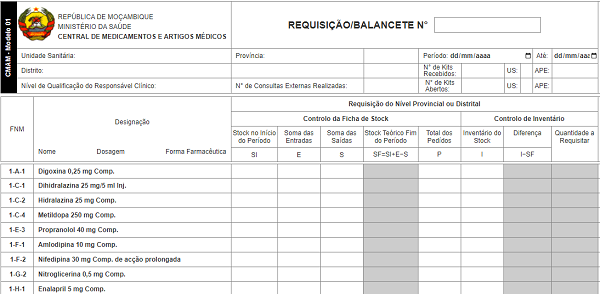 CMAM - Modelo 01
REPÚBLICA DE MOÇAMBIQUE
MINISTÉRIO DA SAÚDE
CENTRAL DE MEDICAMENTOS E ARTIGOS MÉDICOS
REQUISIÇÃO/BALANCETE N°
Unidade Sanitária:
Província:
Período: dd/mm/aaaa
Até: dd/mm/aaaa
Distrito:
N° de Kits Recebidos:
US:
APE:
Nível de Qualificação do Responsável Clínico:
N° de Consultas Externas Realizadas:
N° de Kits Abertos:
US:
APE:
FNM
Designação
Nome Dosagem Forma Farmacêutica
Requisição do Nível Provincial ou Distrital
Controlo da Ficha de Stock
Controlo de Inventário
Stock no Início do Período
Soma das Entradas
Soma das Saídas
Stock Teórico Fim do Período
Total dos Pedidos
Inventário do Stock
Diferença
Quantidade a Requisitar
SI E S SF=SI+E–S P I I–SF
1-A-1 Digoxina 0,25 mg Comp.
1-C-1 Dihidralazina 25 mg/5 ml Inj.
1-C-2 Hidralazina 25 mg Comp.
1-C-4 Metildopa 250 mg Comp.
1-E-3 Propranolol 40 mg Comp.
1-F-1 Amlodipina 10 mg Comp.
1-F-2 Nifedipina 30 mg Comp. de acção prolongada
1-G-2 Nitroglicerina 0,5 mg Comp.
1-H-1 Enalapril 5 mg Comp.